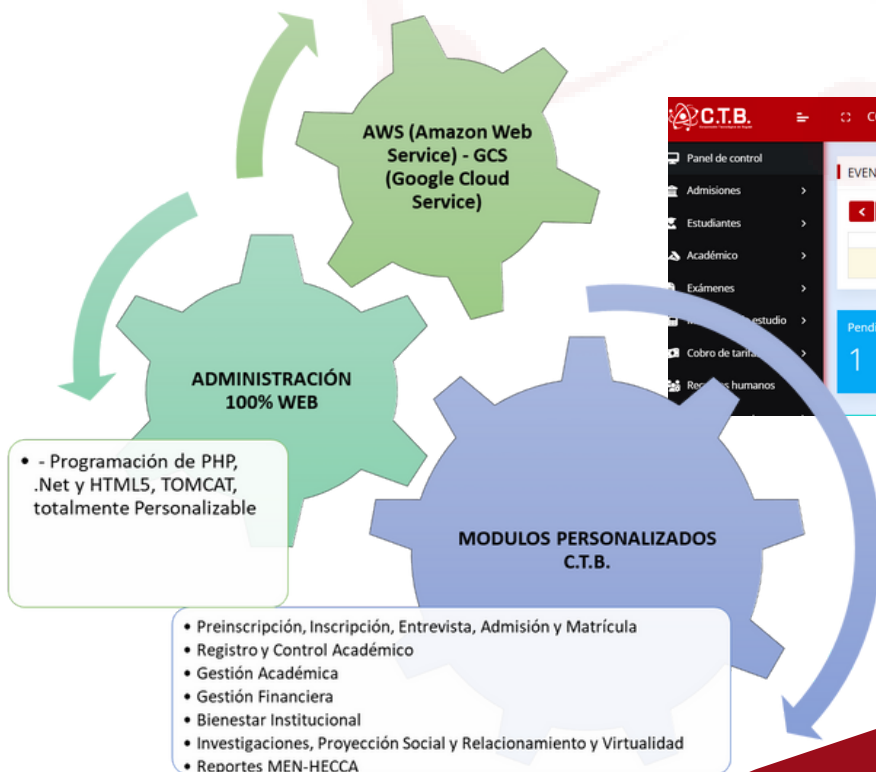 AWS (Amazon Web
Service) - GCS
(Google Cloud
Service)
C.T.B.
Panel de control
Admisiones
Estudiantes
Académico
Exámenes
estudio
Cobro de
humanos
EVEN
Pendi
1
ADMINISTRACIÓN
100% WEB
• - Programación de PHP,
.Net y HTML5, TOMCAT,
totalmente Personalizable
MODULOS PERSONALIZADOS
C.T.B.
• Preinscripción, Inscripción, Entrevista, Admisión y Matrícula
• Registro y Control Académico
• Gestión Académica
• Gestión Financiera
• Bienestar Institucional
• Investigaciones, Proyección Social y Relacionamiento y Virtualidad
• Reportes MEN-HECCA